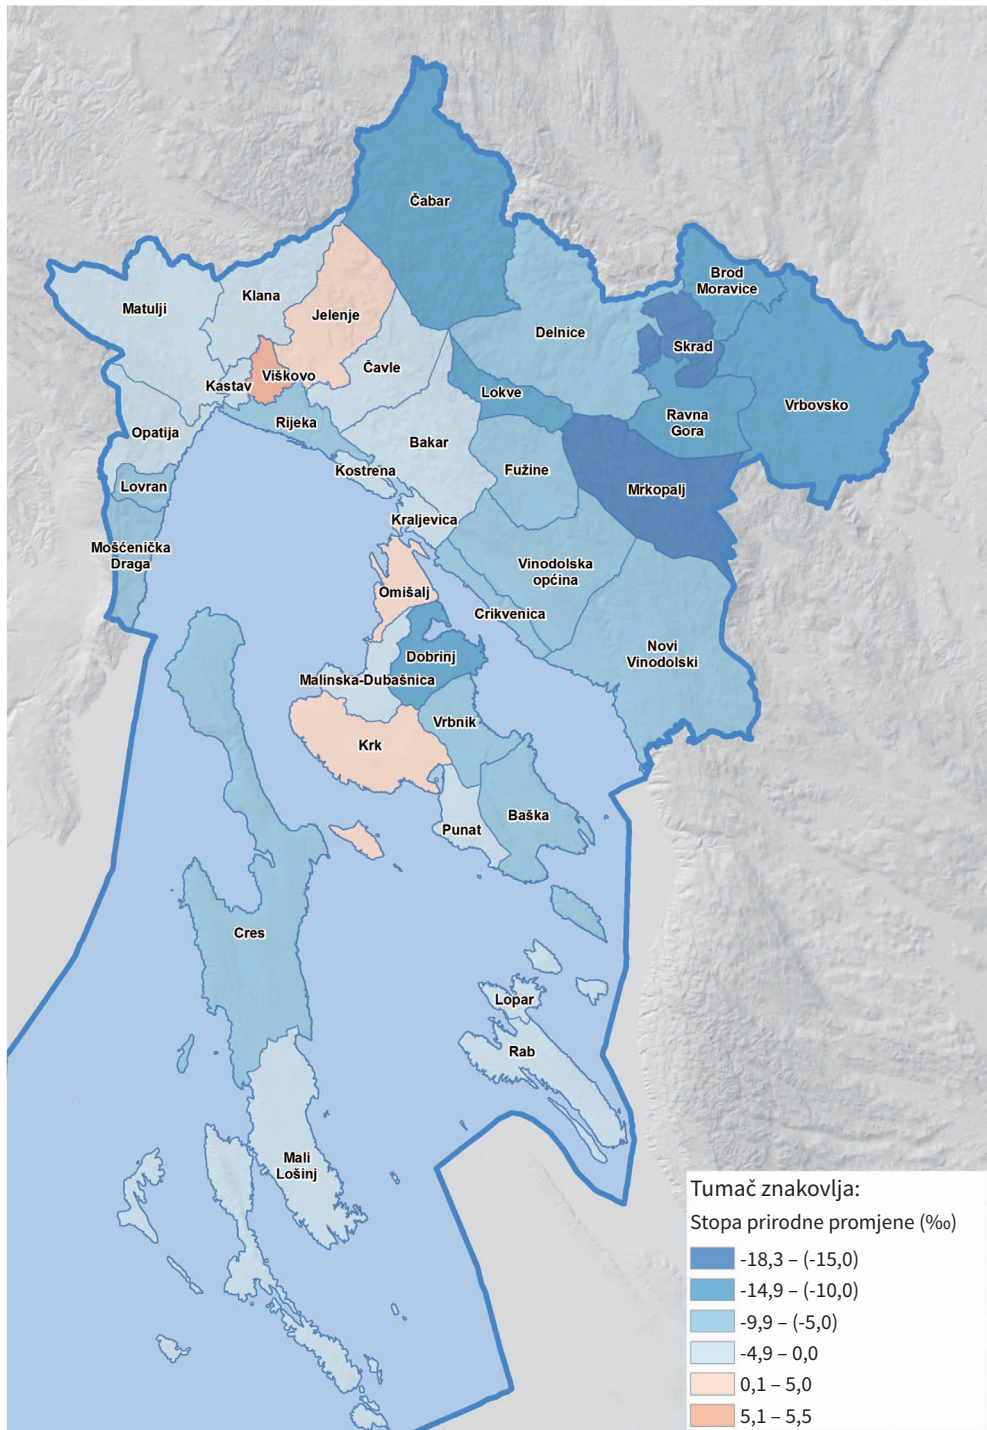 Čabar
Brod
Moravice
Klana
Matulji
Jelenje
Delnice
Skrad
Čavle
Viškovo
Kastav
Lokve
Vrbovsko
Ravna
Gora
Rijeka
Opatija
Bakar
Kostrena
Fužine
Lovran
Mrkopalj
Kraljevica
Mošćenička
Draga
Vinodolska
općina
Omišalj
Crikvenica
Novi
Vinodolski
Dobrinj
Malinska-Dubašnica
Vrbnik
Krk
Baška
Punat
Cres
Lopar
Rab
Mali
Lošinj
Tumač znakovlja:
Stopa prirodne promjene (‰)
-18,3 – (-15,0)
-14,9 – (-10,0)
-9,9 – (-5,0)
-4,9 – 0,0
0,1 – 5,0
5,1 – 5,5